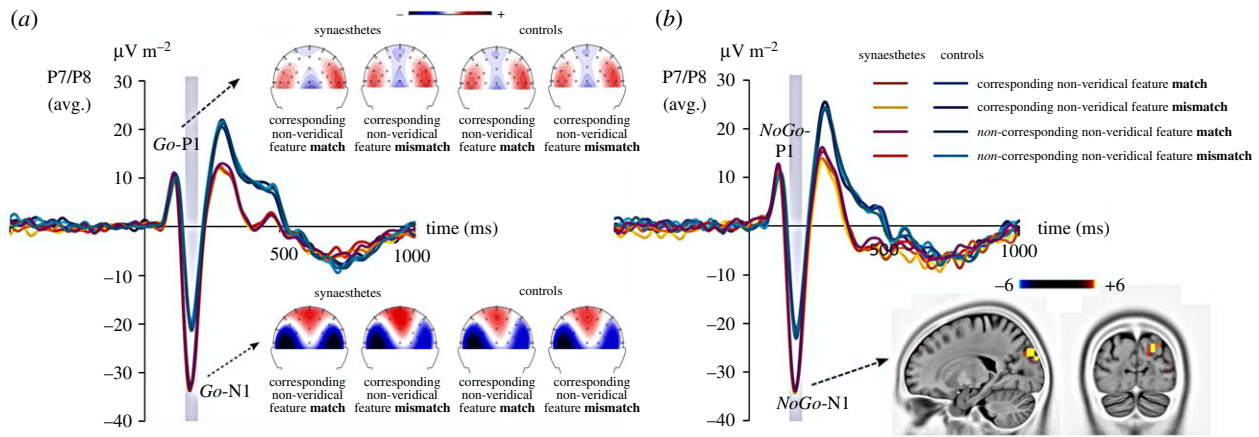 (a)
– +
synaesthetes controls
µV m⁻²
P7/P8
(avg.)
30
20
10
–10
–20
–30
–40
Go-P1
corresponding non-veridical feature match
corresponding non-veridical feature mismatch
corresponding non-veridical feature match
corresponding non-veridical feature mismatch
time (ms)
500
1000
synaesthetes controls
Go-N1
corresponding non-veridical feature match
corresponding non-veridical feature mismatch
corresponding non-veridical feature match
corresponding non-veridical feature mismatch
(b)
µV m⁻²
P7/P8
(avg.)
30
20
10
–10
–20
–30
–40
synaesthetes controls
corresponding non-veridical feature match
corresponding non-veridical feature mismatch
non-corresponding non-veridical feature match
non-corresponding non-veridical feature mismatch
NoGo-
P1
time (ms)
500
1000
–6 +6
NoGo-N1